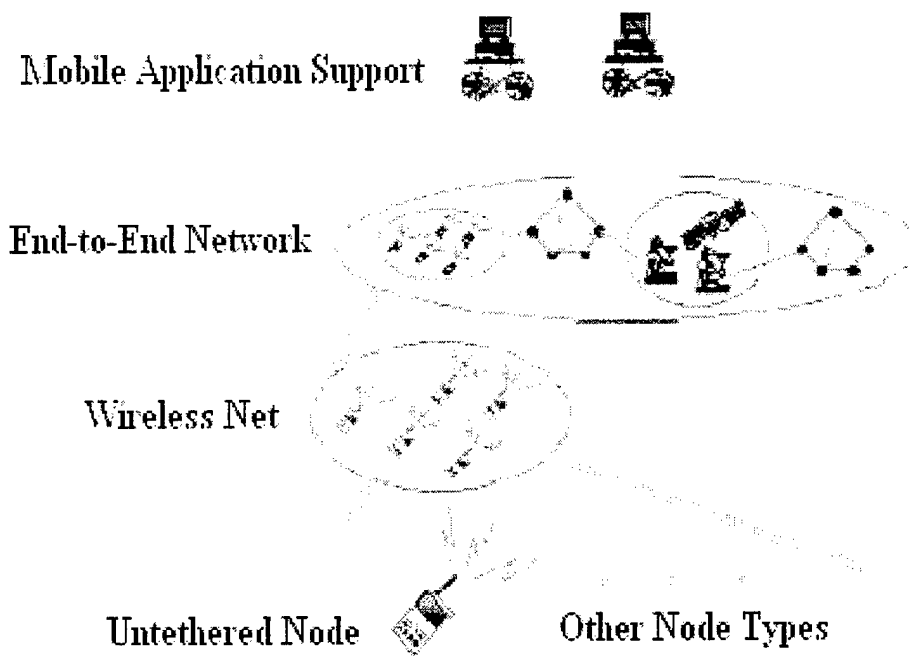 Mobile Application Support
End-to-End Network
Wireless Net
Untethered Node
Other Node Types